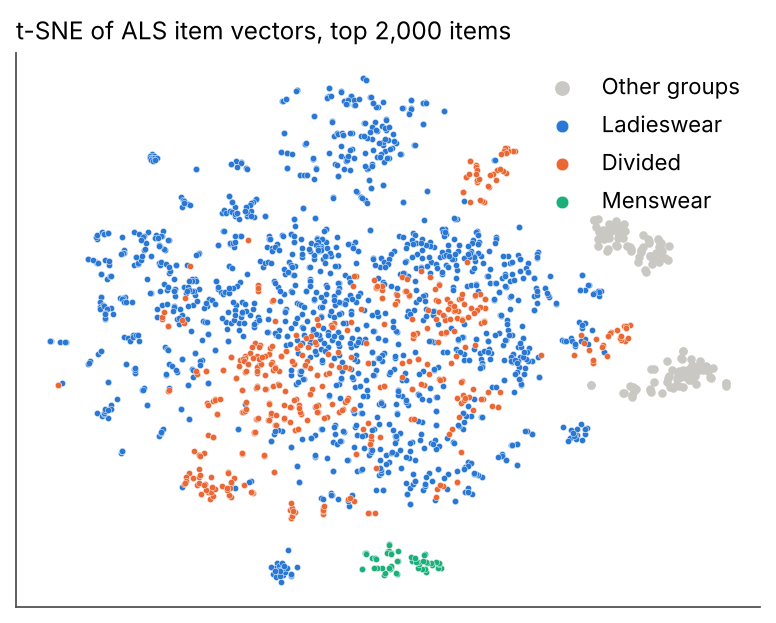 t-SNE of ALS item vectors, top 2,000 items
Other groups
Ladieswear
Divided
Menswear